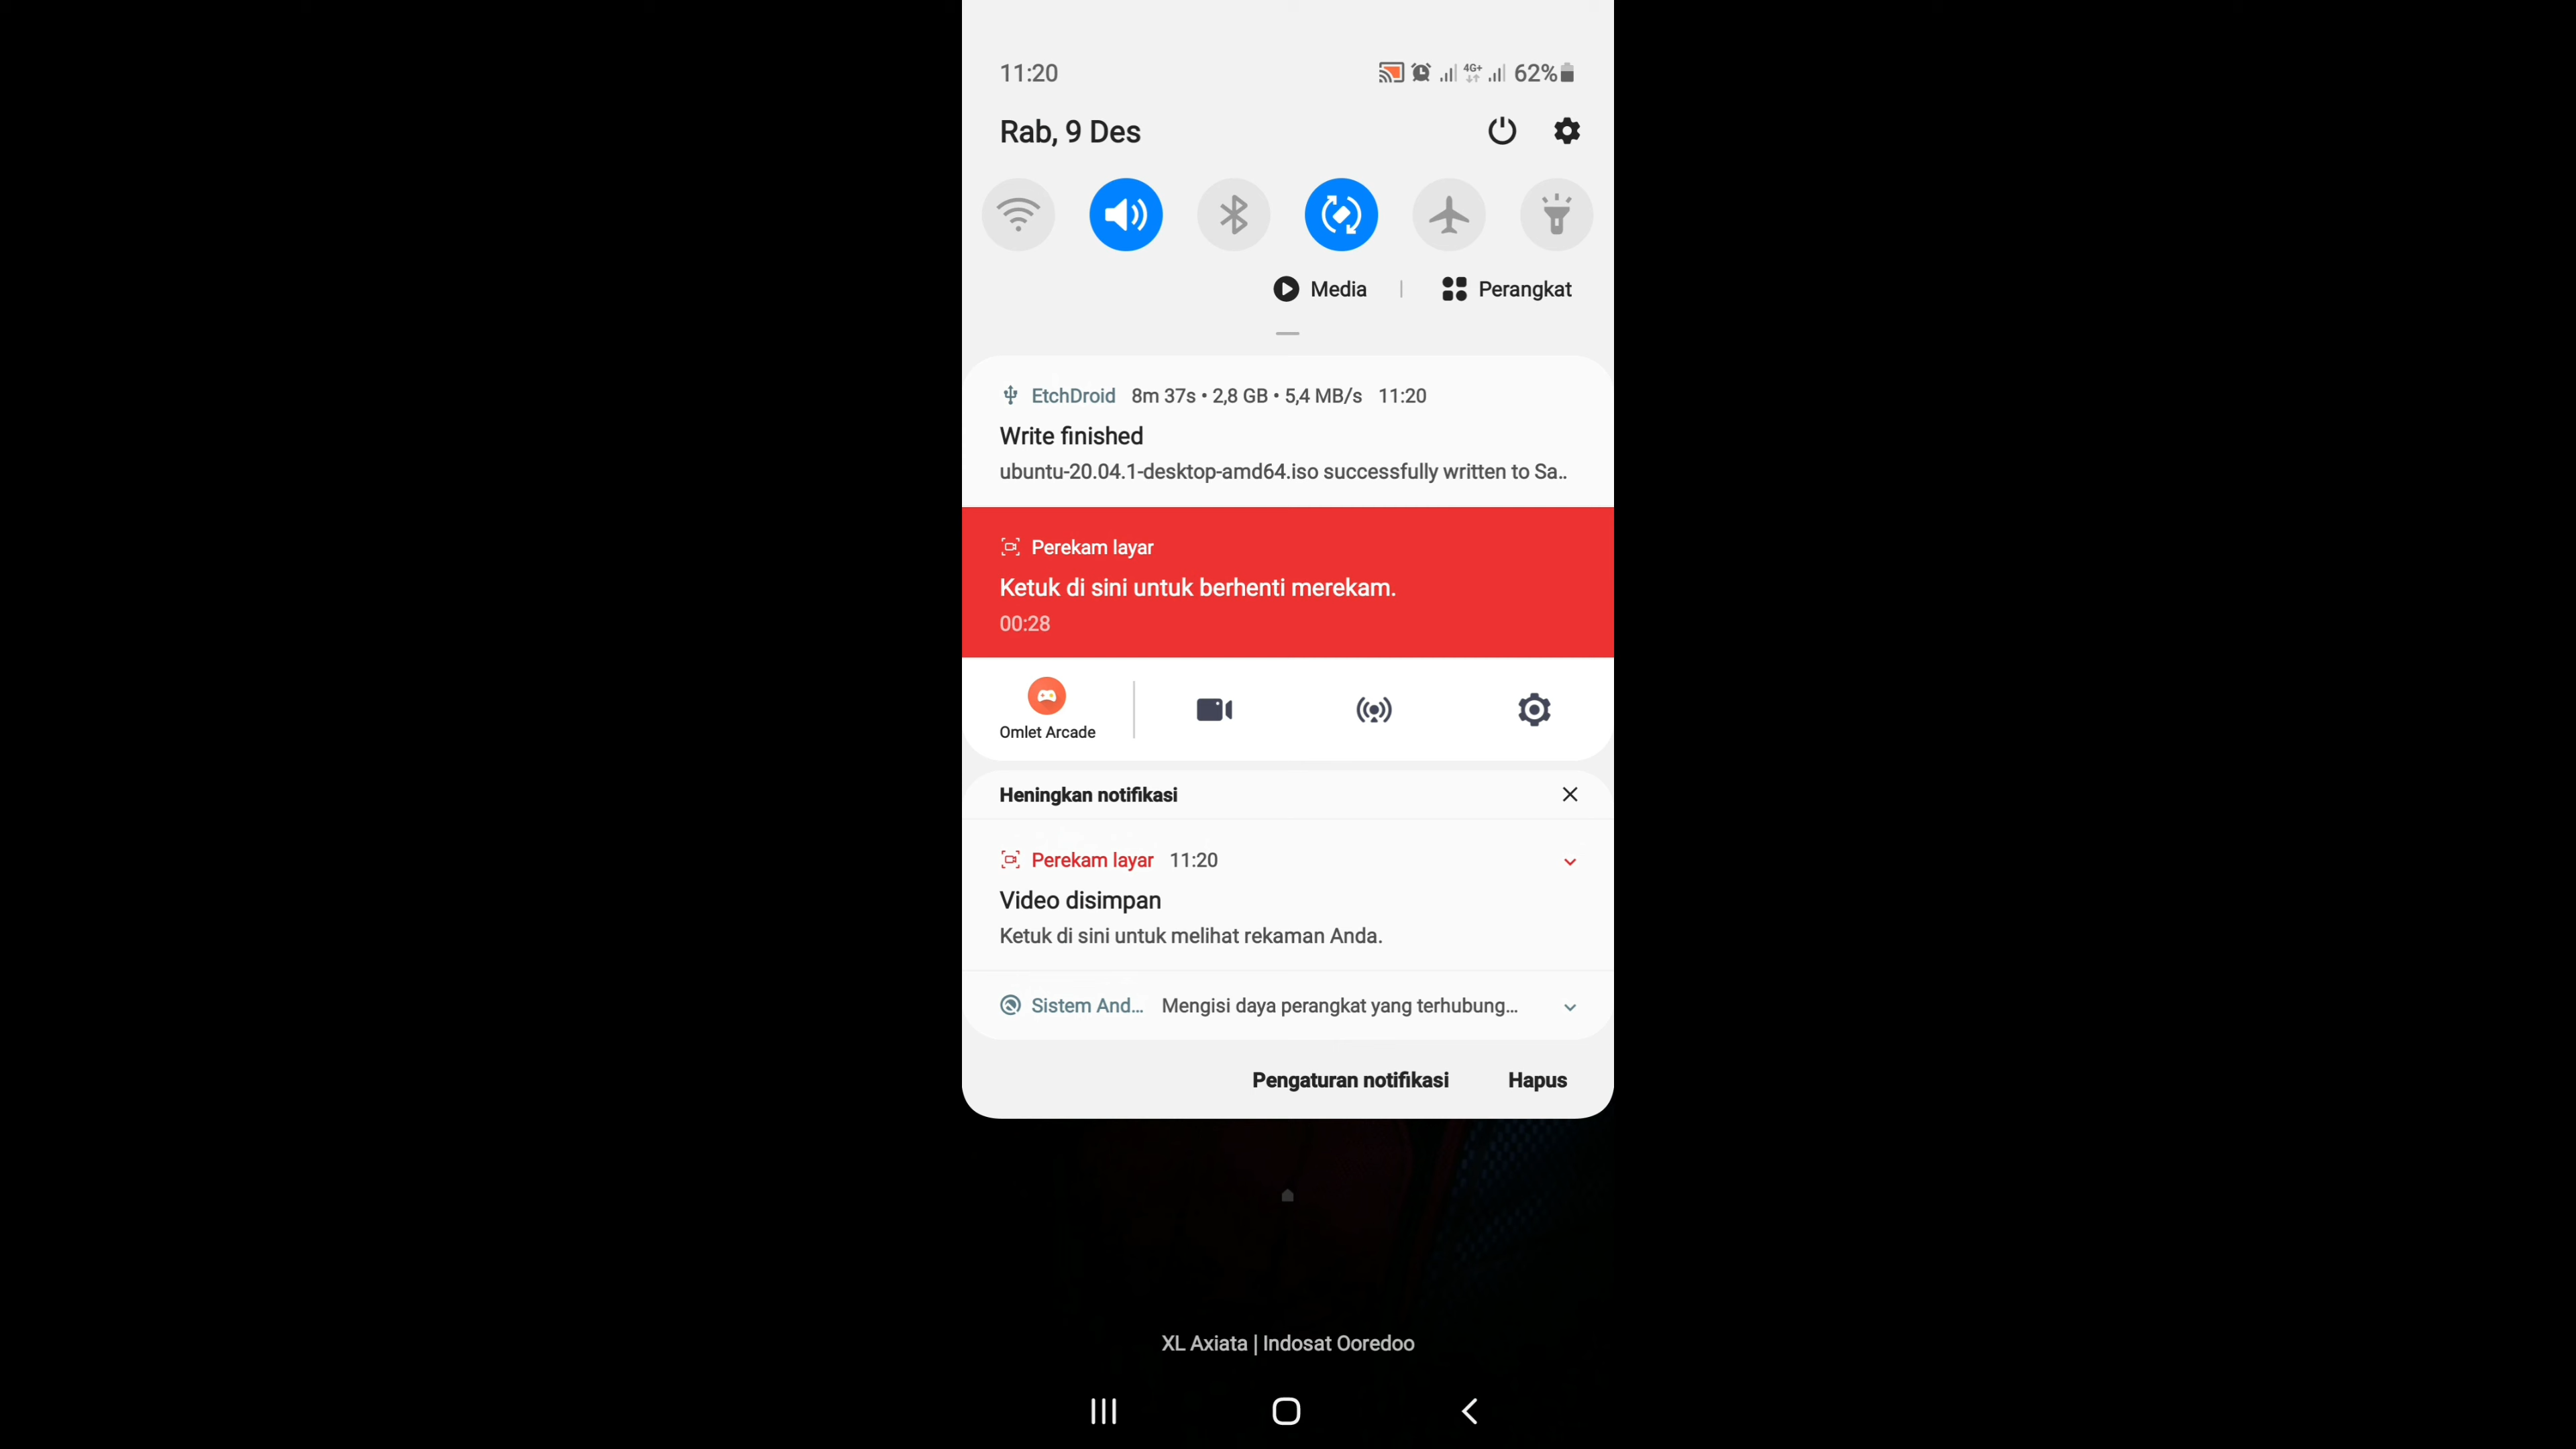 11:20 4G+ 62%
Rab, 9 Des
Media | Perangkat
EtchDroid 8m 37s • 2,8 GB • 5,4 MB/s 11:20
Write finished
ubuntu-20.04.1-desktop-amd64.iso successfully written to Sa..
Perekam layar
Ketuk di sini untuk berhenti merekam.
00:28
Omlet Arcade
Heningkan notifikasi
Perekam layar 11:20
Video disimpan
Ketuk di sini untuk melihat rekaman Anda.
Sistem And... Mengisi daya perangkat yang terhubung...
Pengaturan notifikasi Hapus
XL Axiata | Indosat Ooredoo